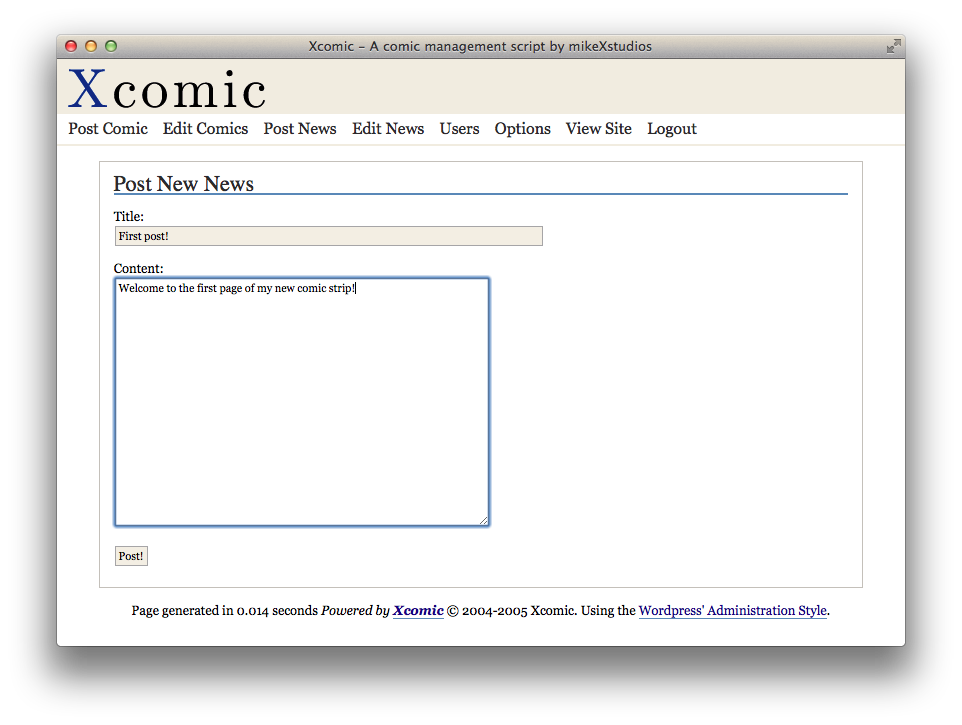 Xcomic – A comic management script by mikeXstudios
Xcomic
Post Comic Edit Comics Post News Edit News Users Options View Site Logout
Post New News
Title:
First post!
Content:
Welcome to the first page of my new comic strip!
Post!
Page generated in 0.014 seconds Powered by Xcomic © 2004-2005 Xcomic. Using the Wordpress' Administration Style.